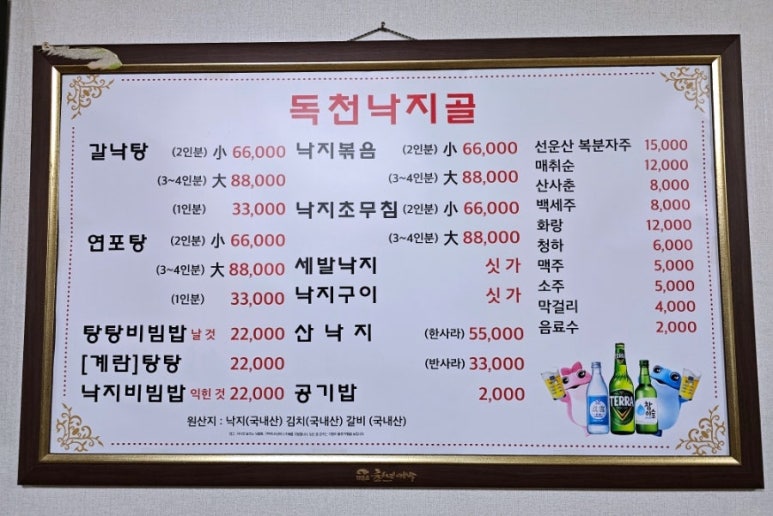 독천낙지골
갈낙탕 (2인분) 小 66,000
(3~4인분) 大 88,000
(1인분) 33,000
연포탕 (2인분) 小 66,000
(3~4인분) 大 88,000
(1인분) 33,000
탕탕비빔밥 날 것 22,000
[계란]탕탕 22,000
낙지비빔밥 익힌 것 22,000
낙지볶음 (2인분) 小 66,000
(3~4인분) 大 88,000
낙지초무침 (2인분) 小 66,000
(3~4인분) 大 88,000
세발낙지 싯가
낙지구이 싯가
산 낙 지 (한사라) 55,000
(반사라) 33,000
공기밥 2,000
선운산 복분자주 15,000
매취순 12,000
산사춘 8,000
백세주 8,000
화랑 12,000
청하 6,000
맥주 5,000
소주 5,000
막걸리 4,000
음료수 2,000
TERRA
참이슬
원산지 : 낙지(국내산) 김치(국내산) 갈비 (국내산)